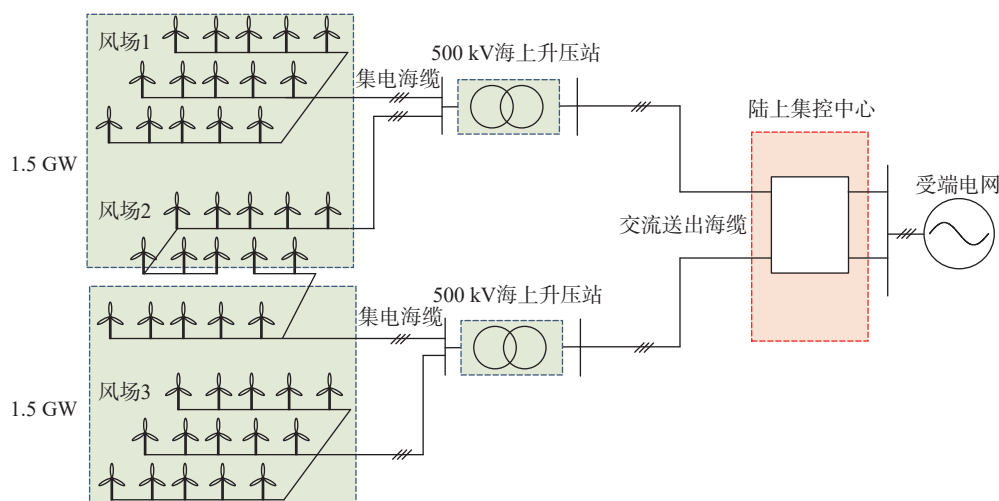 风场1
500 kV海上升压站
集电海缆
陆上集控中心
1.5 GW
受端电网
风场2
交流送出海缆
500 kV海上升压站
集电海缆
风场3
1.5 GW